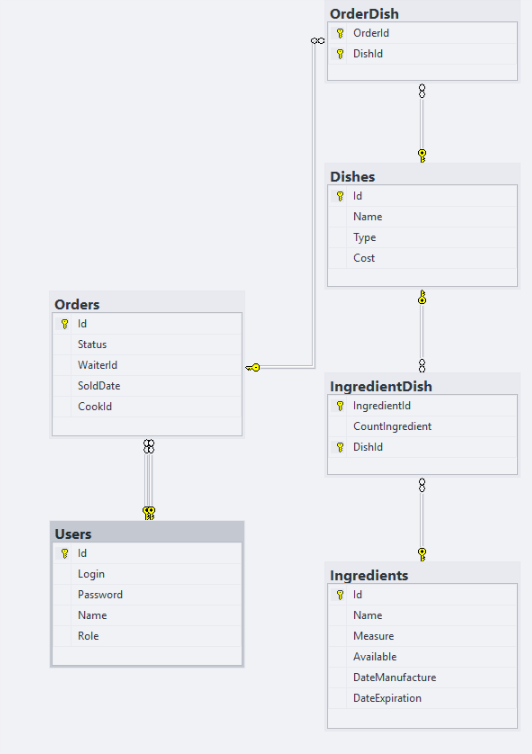 OrderDish
OrderId
DishId
Dishes
Id
Name
Type
Cost
Orders
Id
Status
WaiterId
SoldDate
CookId
IngredientDish
IngredientId
CountIngredient
DishId
Users
Id
Login
Password
Name
Role
Ingredients
Id
Name
Measure
Available
DateManufacture
DateExpiration